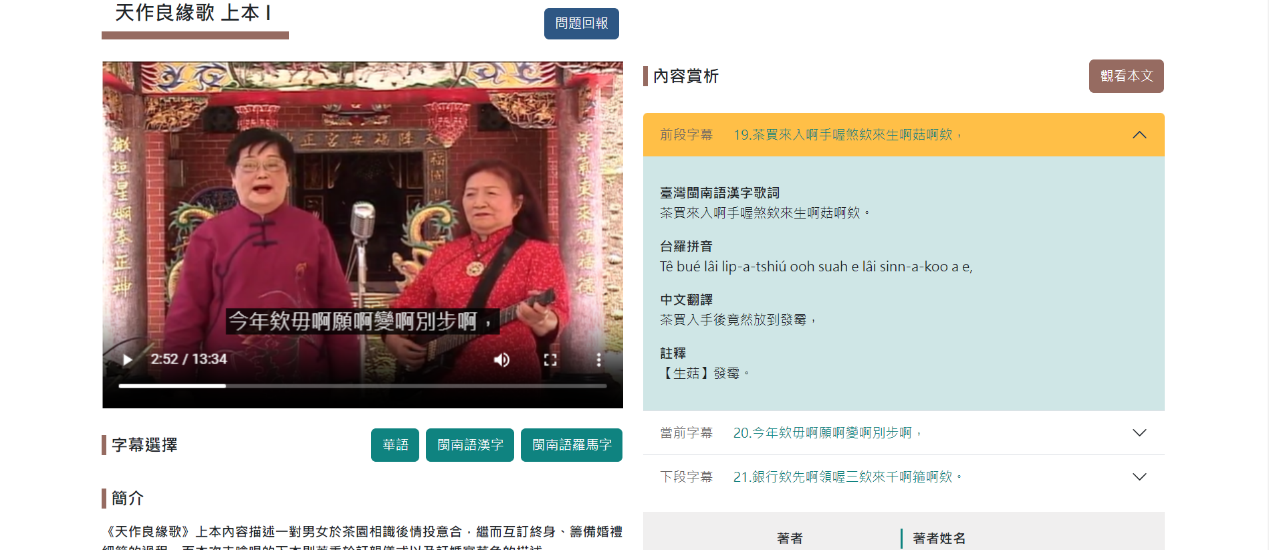 天作良緣歌 上本 I
問題回報
今年欸毋啊願啊變啊別步啊，
2:52 / 13:34
字幕選擇
華語
閩南語漢字
閩南語羅馬字
簡介
《天作良緣歌》上本內容描述一對男女於茶園相識後情投意合，繼而互訂終身、籌備婚禮
內容賞析
觀看本文
前段字幕 19.茶買來入啊手喔煞欸來生啊菇啊欸，
臺灣閩南語漢字歌詞
茶買來入啊手喔煞欸來生啊菇啊欸。
台羅拼音
Tê bué lâi lip-a-tshiú ooh suah e lâi sinn-a-koo a e,
中文翻譯
茶買入手後竟然放到發霉，
註釋
【生菇】發霉。
當前字幕 20.今年欸毋啊願啊變啊別步啊，
下段字幕 21.銀行欸先啊領喔三欸來千啊箍啊欸。
著者
著者姓名